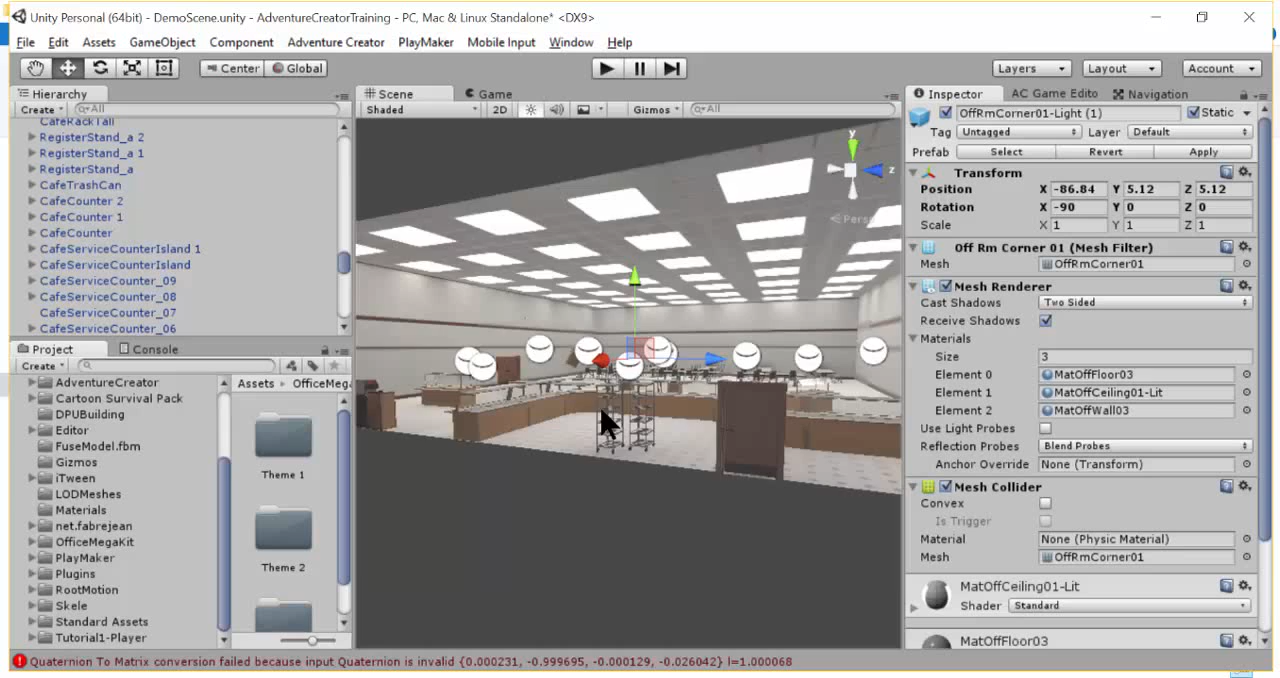 Unity Personal (64bit) - DemoScene.unity - AdventureCreatorTraining - PC, Mac & Linux Standalone* <DX9>
File Edit Assets GameObject Component Adventure Creator PlayMaker Mobile Input Window Help
Center Global Layers Layout Account
Hierarchy
Create All
CafeRackTall
RegisterStand_a 2
RegisterStand_a 1
RegisterStand_a
CafeTrashCan
CafeCounter 2
CafeCounter 1
CafeCounter
CafeServiceCounterIsland 1
CafeServiceCounterIsland
CafeServiceCounter_09
CafeServiceCounter_08
CafeServiceCounter_07
CafeServiceCounter_06
Project Console
Create
AdventureCreator
Cartoon Survival Pack
DPUBuilding
Editor
FuseModel.fbm
Gizmos
iTween
LODMeshes
Materials
net.fabrejean
OfficeMegaKit
PlayMaker
Plugins
RootMotion
Skele
Standard Assets
Tutorial1-Player
Assets OfficeMega
Theme 1
Theme 2
Scene Game
Shaded 2D Gizmos All
y
z
Persp
Inspector AC Game Edito Navigation
OffRmCorner01-Light (1) Static
Tag Untagged Layer Default
Prefab Select Revert Apply
Transform
Position X -86.84 Y 5.12 Z 5.12
Rotation X -90 Y 0 Z 0
Scale X 1 Y 1 Z 1
Off Rm Corner 01 (Mesh Filter)
Mesh OffRmCorner01
Mesh Renderer
Cast Shadows Two Sided
Receive Shadows
Materials
Size 3
Element 0 MatOffFloor03
Element 1 MatOffCeiling01-Lit
Element 2 MatOffWall03
Use Light Probes
Reflection Probes Blend Probes
Anchor Override None (Transform)
Mesh Collider
Convex
Is Trigger
Material None (Physic Material)
Mesh OffRmCorner01
MatOffCeiling01-Lit
Shader Standard
MatOffFloor03
Quaternion To Matrix conversion failed because input Quaternion is invalid {0.000231, -0.999695, -0.000129, -0.026042} l=1.000068